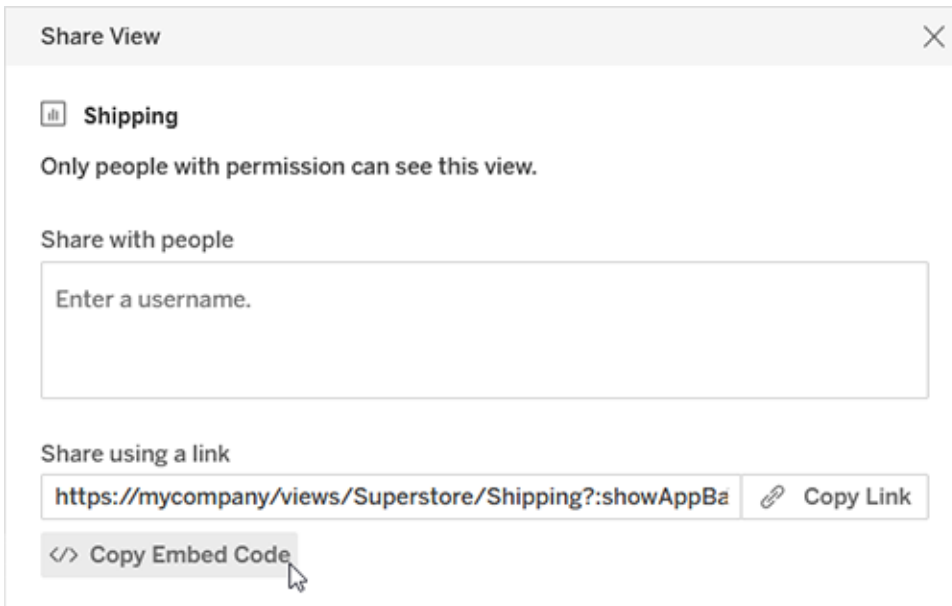 Share View
Shipping
Only people with permission can see this view.
Share with people
Enter a username.
Share using a link
https://mycompany/views/Superstore/Shipping?:showAppBa
Copy Link
</> Copy Embed Code